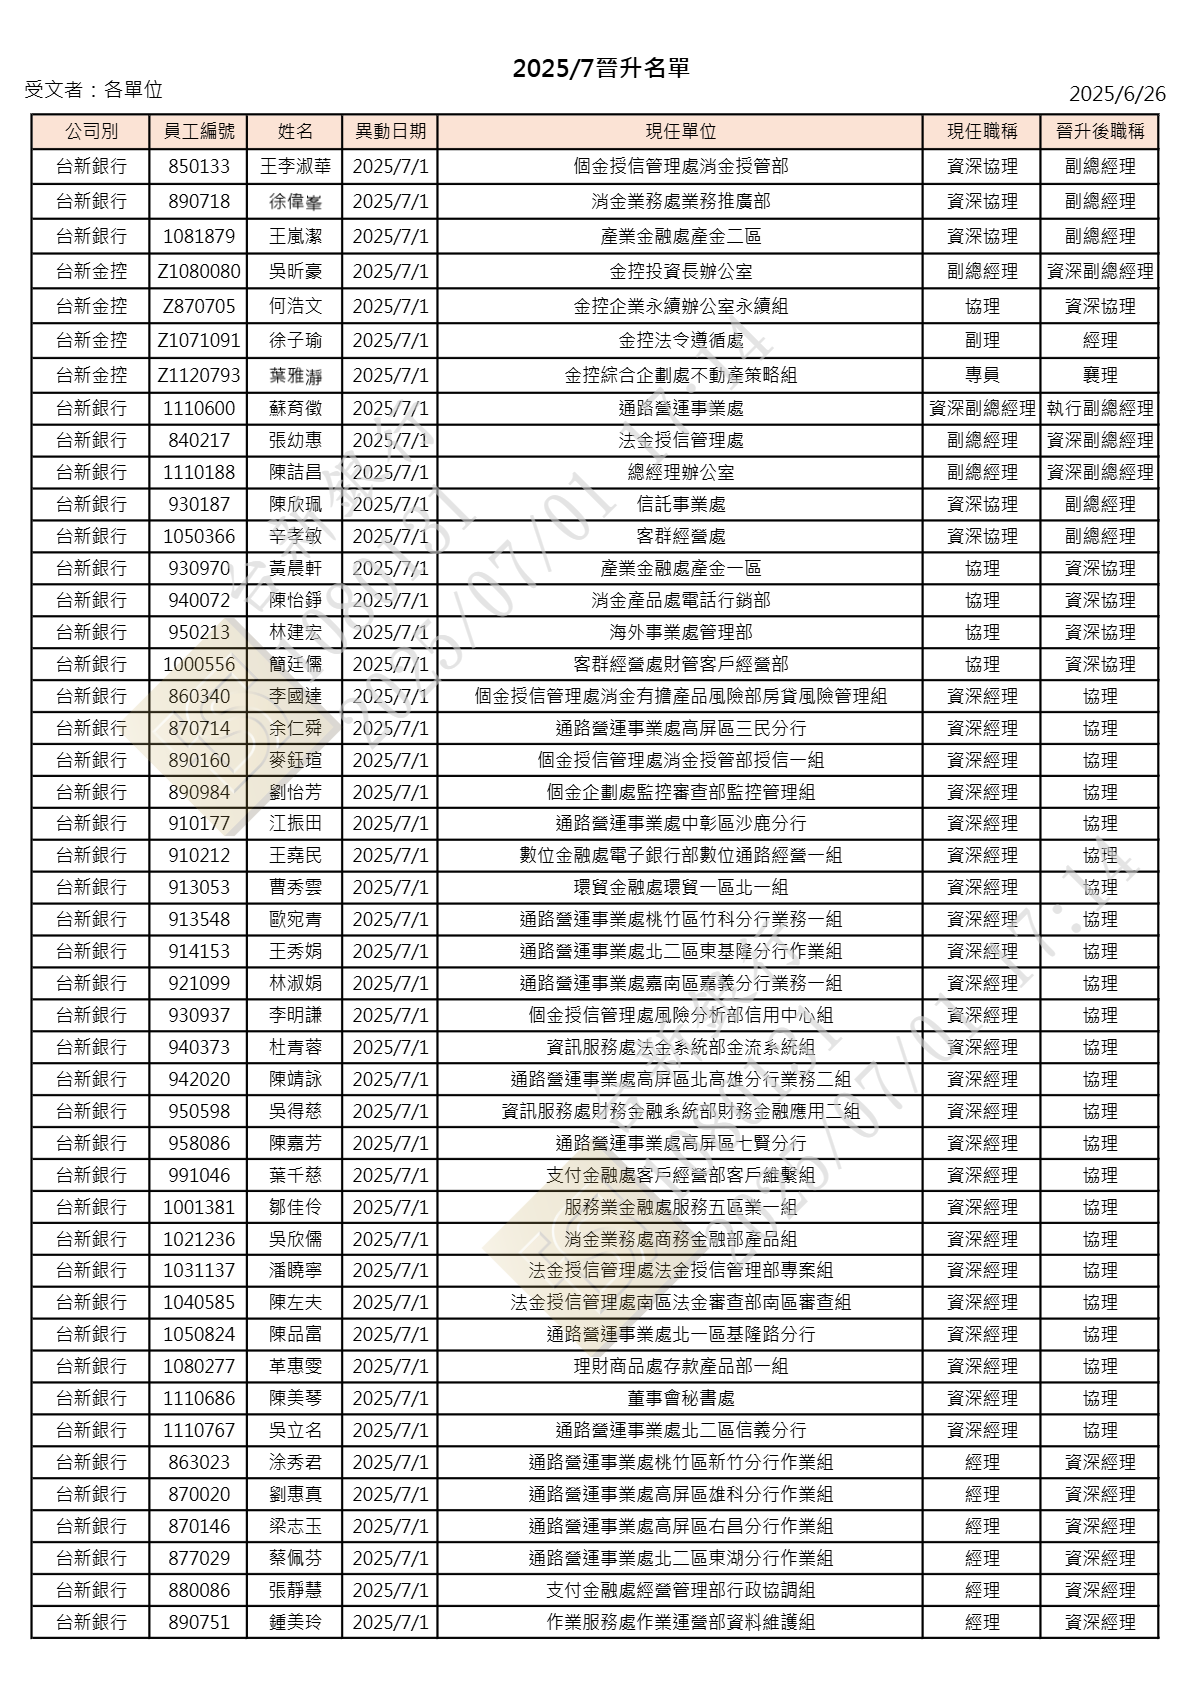 2025/7晉升名單
受文者：各單位
2025/6/26
公司別 員工編號 姓名 異動日期 現任單位 現任職稱 晉升後職稱
台新銀行 850133 王李淑華 2025/7/1 個金授信管理處消金授管部 資深協理 副總經理
台新銀行 890718 徐偉峯 2025/7/1 消金業務處業務推廣部 資深協理 副總經理
台新銀行 1081879 王嵐潔 2025/7/1 產業金融處產金二區 資深協理 副總經理
台新金控 Z1080080 吳昕豪 2025/7/1 金控投資長辦公室 副總經理 資深副總經理
台新金控 Z870705 何浩文 2025/7/1 金控企業永續辦公室永續組 協理 資深協理
台新金控 Z1071091 徐子瑜 2025/7/1 金控法令遵循處 副理 經理
台新金控 Z1120793 葉雅瀞 2025/7/1 金控綜合企劃處不動產策略組 專員 襄理
台新銀行 1110600 蘇育徵 2025/7/1 通路營運事業處 資深副總經理 執行副總經理
台新銀行 840217 張幼惠 2025/7/1 法金授信管理處 副總經理 資深副總經理
台新銀行 1110188 陳詰昌 2025/7/1 總經理辦公室 副總經理 資深副總經理
台新銀行 930187 陳欣珮 2025/7/1 信託事業處 資深協理 副總經理
台新銀行 1050366 辛孝敏 2025/7/1 客群經營處 資深協理 副總經理
台新銀行 930970 黃晨軒 2025/7/1 產業金融處產金一區 協理 資深協理
台新銀行 940072 陳怡錚 2025/7/1 消金產品處電話行銷部 協理 資深協理
台新銀行 950213 林建宏 2025/7/1 海外事業處管理部 協理 資深協理
台新銀行 1000556 簡廷儒 2025/7/1 客群經營處財管客戶經營部 協理 資深協理
台新銀行 860340 李國達 2025/7/1 個金授信管理處消金有擔產品風險部房貸風險管理組 資深經理 協理
台新銀行 870714 余仁舜 2025/7/1 通路營運事業處高屏區三民分行 資深經理 協理
台新銀行 890160 麥鈺瑄 2025/7/1 個金授信管理處消金授管部授信一組 資深經理 協理
台新銀行 890984 劉怡芳 2025/7/1 個金企劃處監控審查部監控管理組 資深經理 協理
台新銀行 910177 江振田 2025/7/1 通路營運事業處中彰區沙鹿分行 資深經理 協理
台新銀行 910212 王堯民 2025/7/1 數位金融處電子銀行部數位通路經營一組 資深經理 協理
台新銀行 913053 曹秀雲 2025/7/1 環貿金融處環貿一區北一組 資深經理 協理
台新銀行 913548 歐宛青 2025/7/1 通路營運事業處桃竹區竹科分行業務一組 資深經理 協理
台新銀行 914153 王秀娟 2025/7/1 通路營運事業處北二區東基隆分行作業組 資深經理 協理
台新銀行 921099 林淑娟 2025/7/1 通路營運事業處嘉南區嘉義分行業務一組 資深經理 協理
台新銀行 930937 李明謙 2025/7/1 個金授信管理處風險分析部信用中心組 資深經理 協理
台新銀行 940373 杜青蓉 2025/7/1 資訊服務處法金系統部金流系統組 資深經理 協理
台新銀行 942020 陳靖詠 2025/7/1 通路營運事業處高屏區北高雄分行業務二組 資深經理 協理
台新銀行 950598 吳得慈 2025/7/1 資訊服務處財務金融系統部財務金融應用二組 資深經理 協理
台新銀行 958086 陳嘉芳 2025/7/1 通路營運事業處高屏區七賢分行 資深經理 協理
台新銀行 991046 葉千慈 2025/7/1 支付金融處客戶經營部客戶維繫組 資深經理 協理
台新銀行 1001381 鄒佳伶 2025/7/1 服務業金融處服務五區業一組 資深經理 協理
台新銀行 1021236 吳欣儒 2025/7/1 消金業務處商務金融部產品組 資深經理 協理
台新銀行 1031137 潘曉寧 2025/7/1 法金授信管理處法金授信管理部專案組 資深經理 協理
台新銀行 1040585 陳左夫 2025/7/1 法金授信管理處南區法金審查部南區審查組 資深經理 協理
台新銀行 1050824 陳品富 2025/7/1 通路營運事業處北一區基隆路分行 資深經理 協理
台新銀行 1080277 革惠雯 2025/7/1 理財商品處存款產品部一組 資深經理 協理
台新銀行 1110686 陳美琴 2025/7/1 董事會秘書處 資深經理 協理
台新銀行 1110767 吳立名 2025/7/1 通路營運事業處北二區信義分行 資深經理 協理
台新銀行 863023 涂秀君 2025/7/1 通路營運事業處桃竹區新竹分行作業組 經理 資深經理
台新銀行 870020 劉惠真 2025/7/1 通路營運事業處高屏區雄科分行作業組 經理 資深經理
台新銀行 870146 梁志玉 2025/7/1 通路營運事業處高屏區右昌分行作業組 經理 資深經理
台新銀行 877029 蔡佩芬 2025/7/1 通路營運事業處北二區東湖分行作業組 經理 資深經理
台新銀行 880086 張靜慧 2025/7/1 支付金融處經營管理部行政協調組 經理 資深經理
台新銀行 890751 鍾美玲 2025/7/1 作業服務處作業運營部資料維護組 經理 資深經理
台新銀行
1080131
2025/07/01 17:14
台新銀行
1080131
2025/07/01 17:14